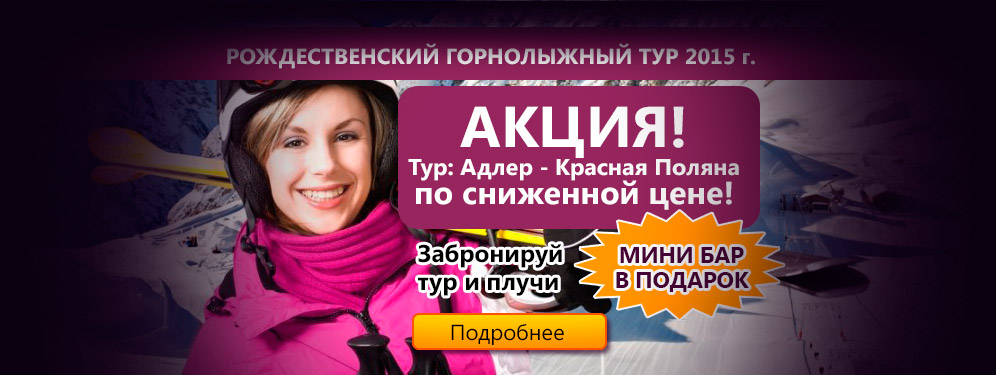 РОЖДЕСТВЕНСКИЙ ГОРНОЛЫЖНЫЙ ТУР 2015 г.
АКЦИЯ!
Тур: Адлер - Красная Поляна
по сниженной цене!
Забронируй
тур и плучи
МИНИ БАР
В ПОДАРОК
Подробнее